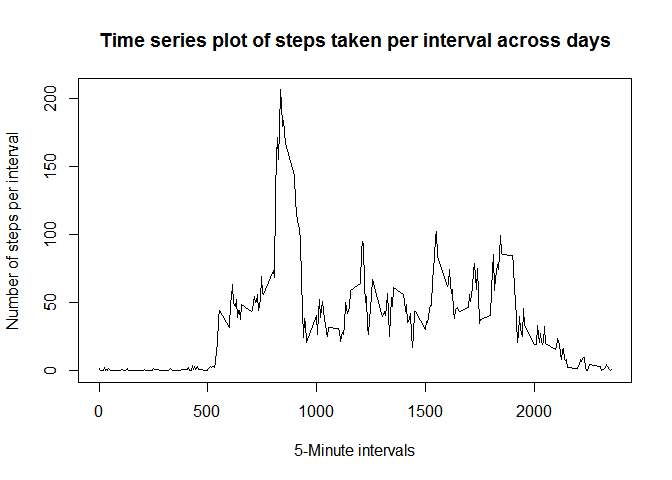 Time series plot of steps taken per interval across days
Number of steps per interval
200
150
100
50
0
0 500 1000 1500 2000
5-Minute intervals